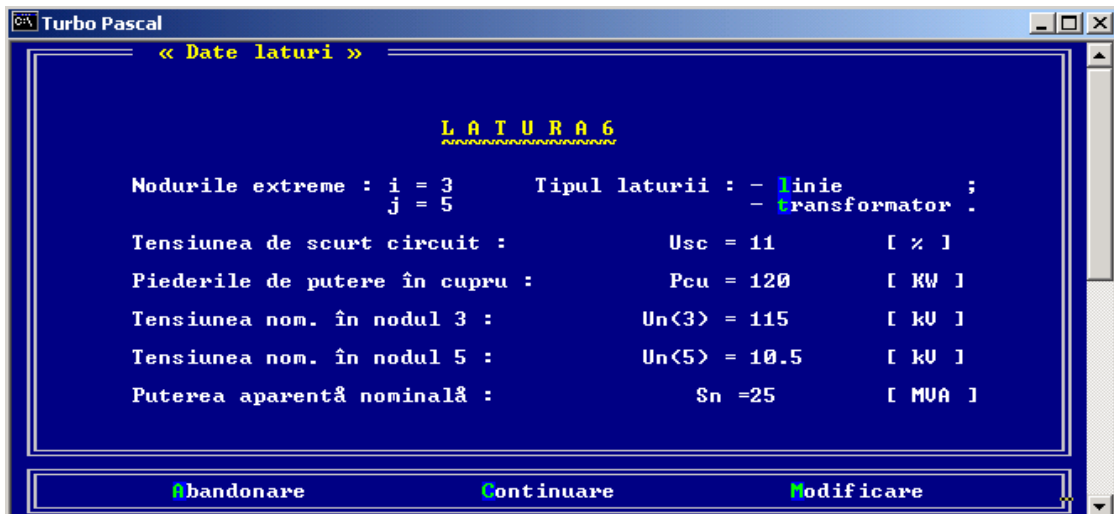 Turbo Pascal
« Date laturi »
L A T U R A 6
Nodurile extreme : i = 3 Tipul laturii : - linie ;
j = 5 - transformator .
Tensiunea de scurt circuit : Usc = 11 [ % ]
Piederile de putere în cupru : Pcu = 120 [ KW ]
Tensiunea nom. în nodul 3 : Un(3) = 115 [ kV ]
Tensiunea nom. în nodul 5 : Un(5) = 10.5 [ kV ]
Puterea aparentå nominalå : Sn =25 [ MVA ]
Abandonare Continuare Modificare